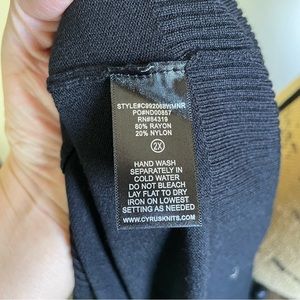 STYLE#C992068WMNR
PO#ND00857
RN#84319
80% RAYON
20% NYLON
2X
HAND WASH
SEPARATELY IN
COLD WATER
DO NOT BLEACH
LAY FLAT TO DRY
IRON ON LOWEST
SETTING AS NEEDED
WWW.CYRUSKNITS.COM